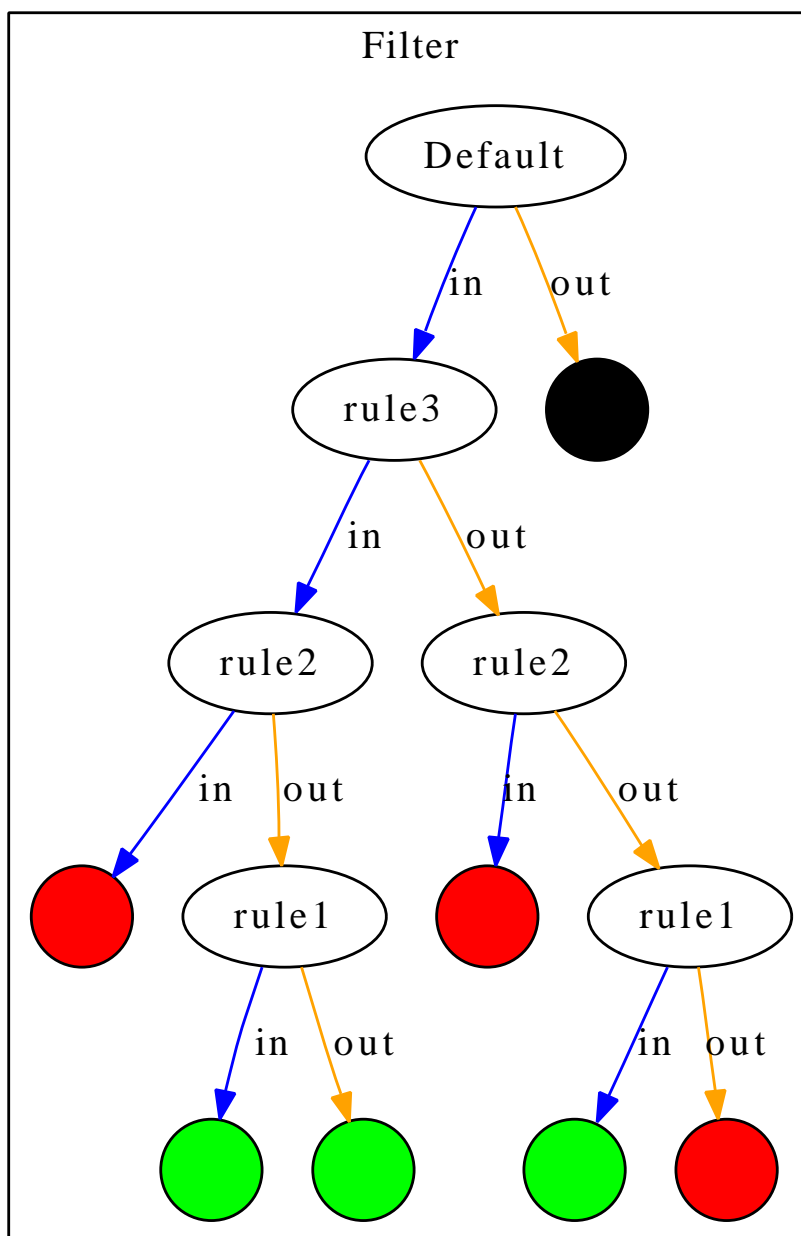 Filter
Default
in
out
rule3
in
out
rule2
rule2
in
out
in
out
rule1
rule1
in
out
in
out